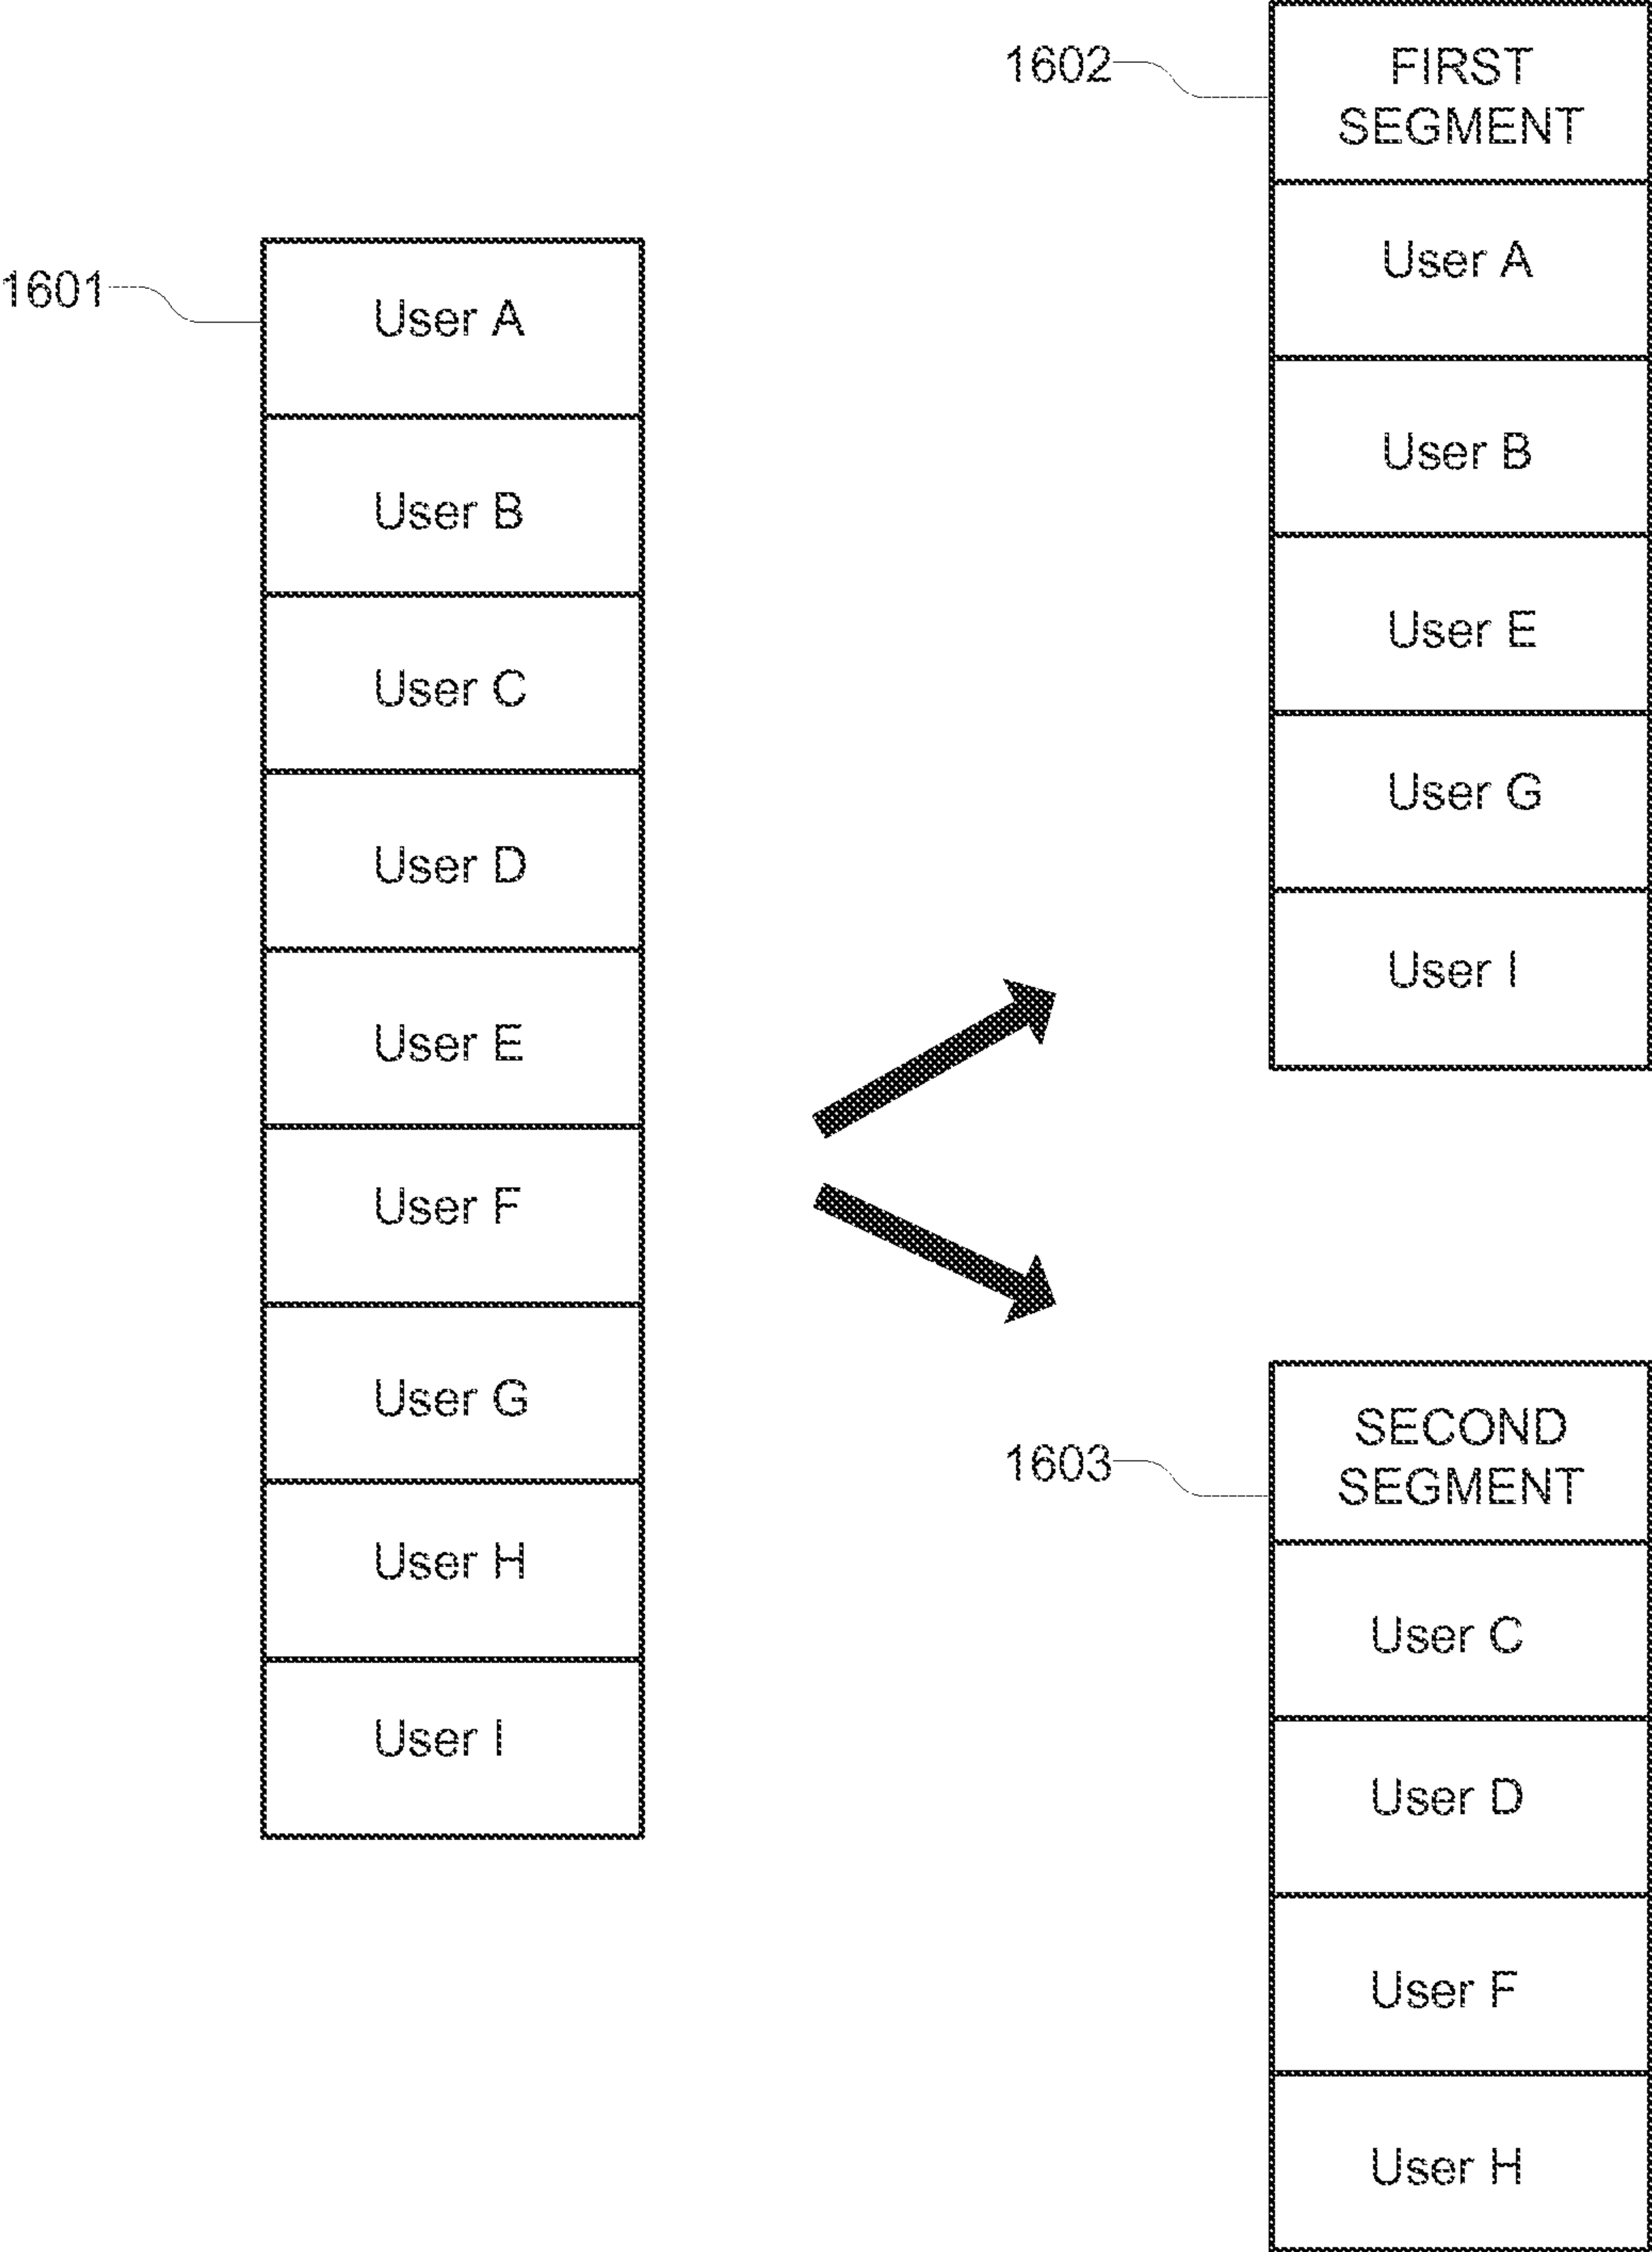 1601
User A
User B
User C
User D
User E
User F
User G
User H
User I
1602
FIRST
SEGMENT
User A
User B
User E
User G
User I
1603
SECOND
SEGMENT
User C
User D
User F
User H